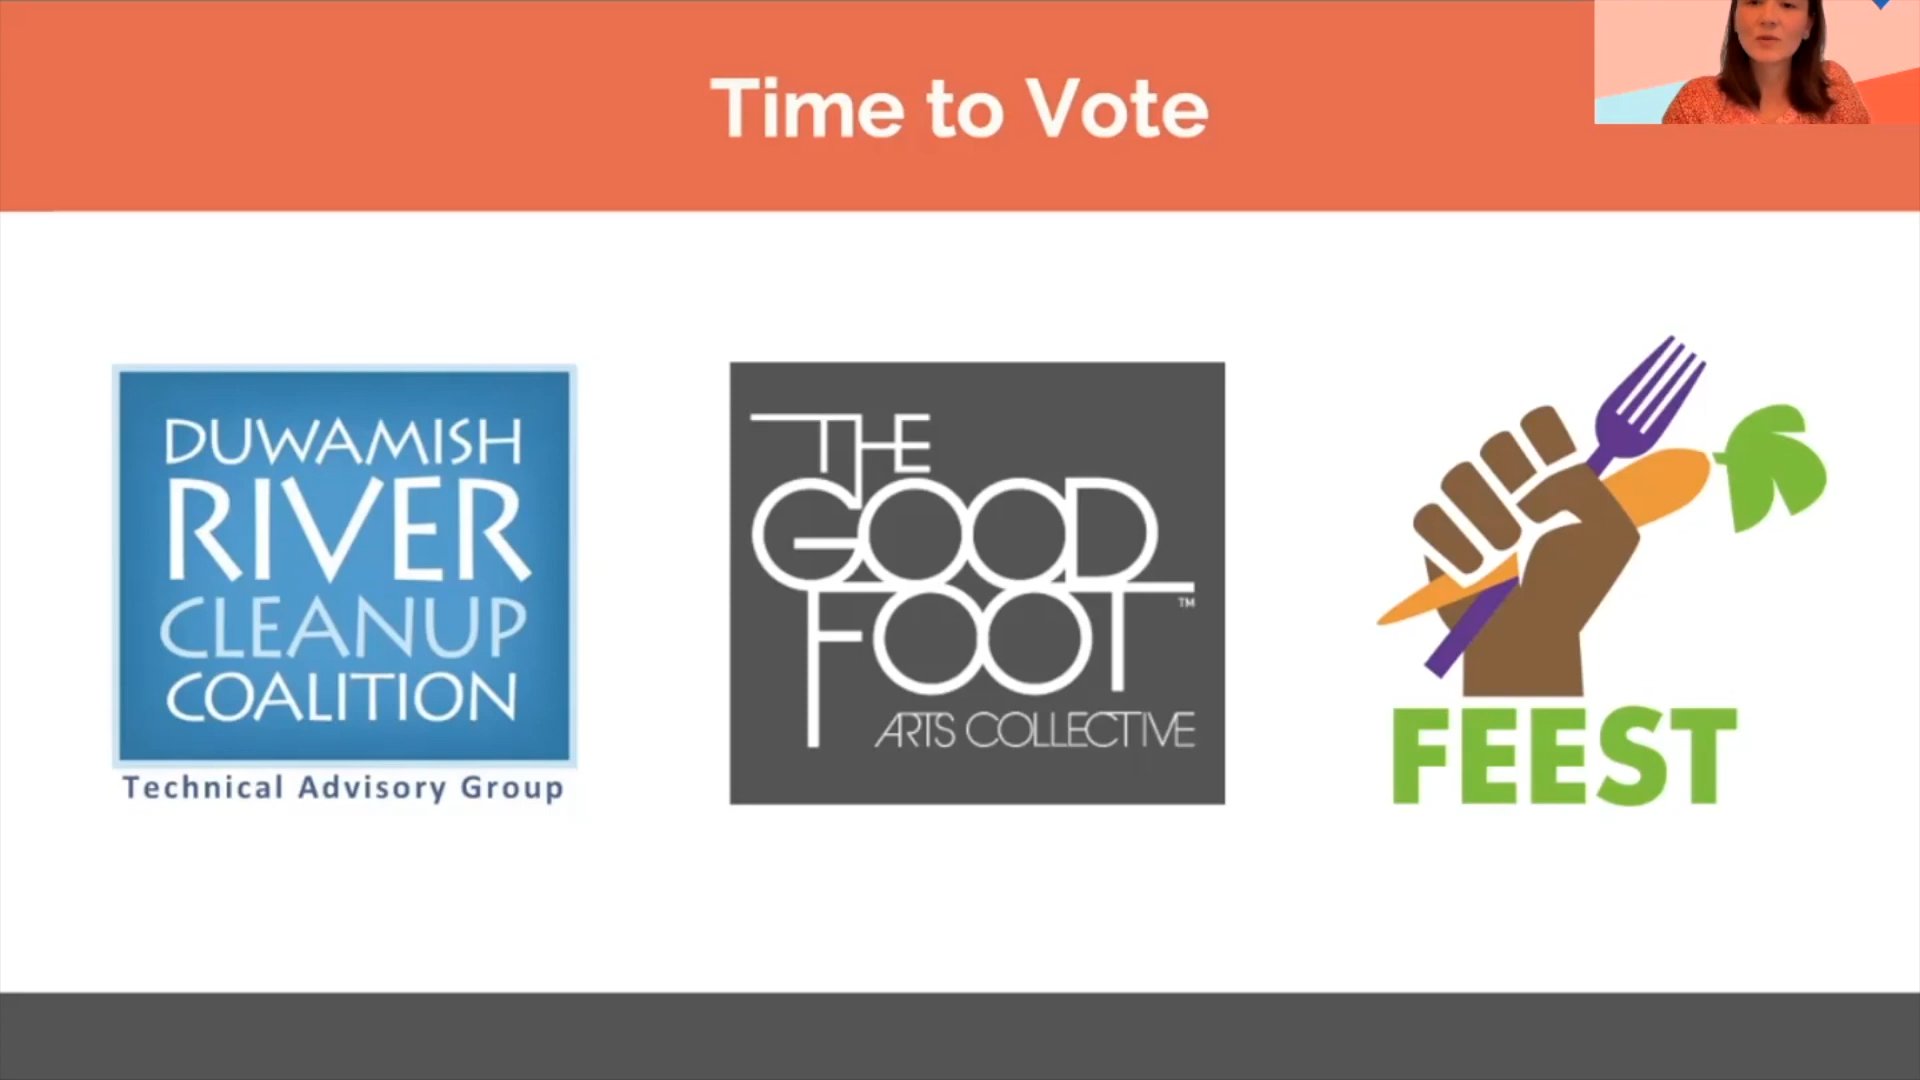 Time to Vote
DUWAMISH
RIVER
CLEANUP
COALITION
Technical Advisory Group
THE
GOOD
FOOT
™
ARTS COLLECTIVE
FEEST